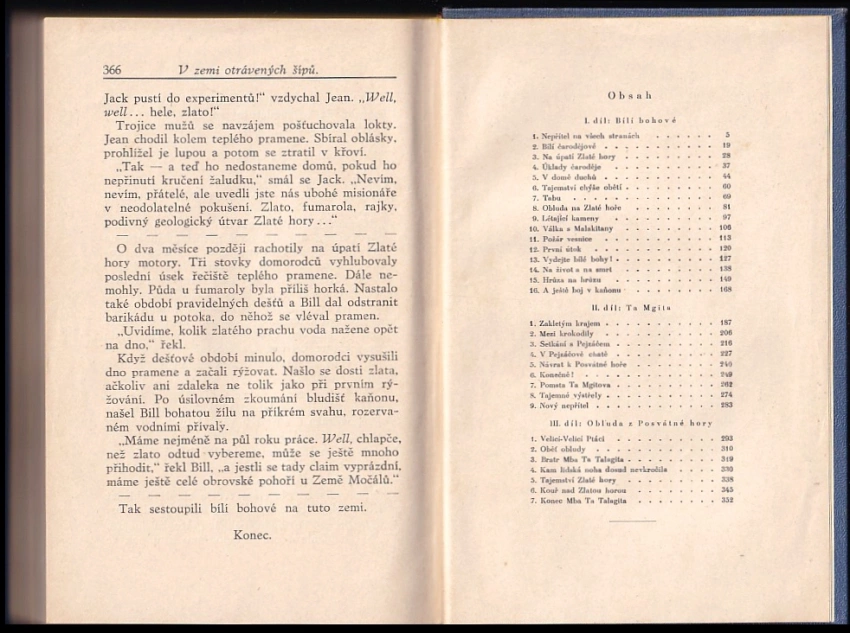 366 V zemi otrávených šípů.
Jack pustí do experimentů!" vzdychal Jean. „Well,
well... hele, zlato!"
Trojice mužů se navzájem pošťuchovala lokty.
Jean chodil kolem teplého pramene. Sbíral oblásky,
prohlížel je lupou a potom se ztratil v křoví.
„Tak — a teď ho nedostaneme domů, pokud ho
nepřinutí kručení žaludku," smál se Jack. „Nevím,
nevím, přátelé, ale uvedli jste nás ubohé misionáře
v neodolatelné pokušení. Zlato, fumarola, rajky,
podivný geologický útvar Zlaté hory..."
O dva měsíce později rachotily na úpatí Zlaté
hory motory. Tři stovky domorodců vyhlubovaly
poslední úsek řečiště teplého pramene. Dále ne-
mohly. Půda u fumaroly byla příliš horká. Nastalo
také období pravidelných dešťů a Bill dal odstranit
barikádu u potoka, do něhož se vléval pramen.
„Uvidíme, kolik zlatého prachu voda nažene opět
na dno," řekl.
Když dešťové období minulo, domorodci vysušili
dno pramene a začali rýžovat. Našlo se dosti zlata,
ačkoliv ani zdaleka ne tolik jako při prvním rý-
žování. Po úsilovném zkoumání bludišť kaňonu,
našel Bill bohatou žílu na příkrém svahu, rozerva-
ném vodními přívaly.
„Máme nejméně na půl roku práce. Well, chlapče,
než zlato odtud vybereme, může se ještě mnoho
přihodit," řekl Bill, „a jestli se tady claim vyprázdní,
máme ještě celé obrovské pohoří u Země Močálů."
Tak sestoupili bílí bohové na tuto zemi.
Konec.
Obsah
I. díl: Bílí bohové
1. Nepřítel na všech stranách . . . . . . 5
2. Bílí čarodějové . . . . . . . 19
3. Na úpatí Zlaté hory . . . . . . . 28
4. Úklady čaroděje . . . . . . . 37
5. V domě duchů . . . . . . . 44
6. Tajemství chýše obětí . . . . . . . 60
7. Tabu . . . . . . . 69
8. Obluda na Zlaté hoře . . . . . . . 81
9. Létající kameny . . . . . . . 97
10. Válka s Malakitany . . . . . . . 106
11. Požár vesnice . . . . . . . 113
12. První útok . . . . . . . 120
13. Vydejte bílé bohy! . . . . . . . 127
14. Na život a na smrt . . . . . . . 138
15. Hrůza na hrůzu . . . . . . . 149
16. A ještě boj v kaňonu . . . . . . . 168
II. díl: Ta Mgita
1. Zakletým krajem . . . . . . . 187
2. Mezi krokodily . . . . . . . 206
3. Setkání s Pejzáčem . . . . . . . 216
4. V Pejzáčově chatě . . . . . . . 227
5. Návrat k Posvátné hoře . . . . . . . 240
6. Konečně! . . . . . . . 249
7. Pomsta Ta Mgitova . . . . . . . 262
8. Tajemné výstřely . . . . . . . 274
9. Nový nepřítel . . . . . . . 283
III. díl: Obluda z Posvátné hory
1. Velicí-Velicí Ptáci . . . . . . . 293
2. Oběť obludy . . . . . . . 310
3. Bratr Mba Ta Talagita . . . . . . . 319
4. Kam lidská noha dosud nevkročila . . . . . 330
5. Tajemství Zlaté hory . . . . . . . 338
6. Kouř nad Zlatou horou . . . . . . . 345
7. Konec Mba Ta Talagita . . . . . . . 352